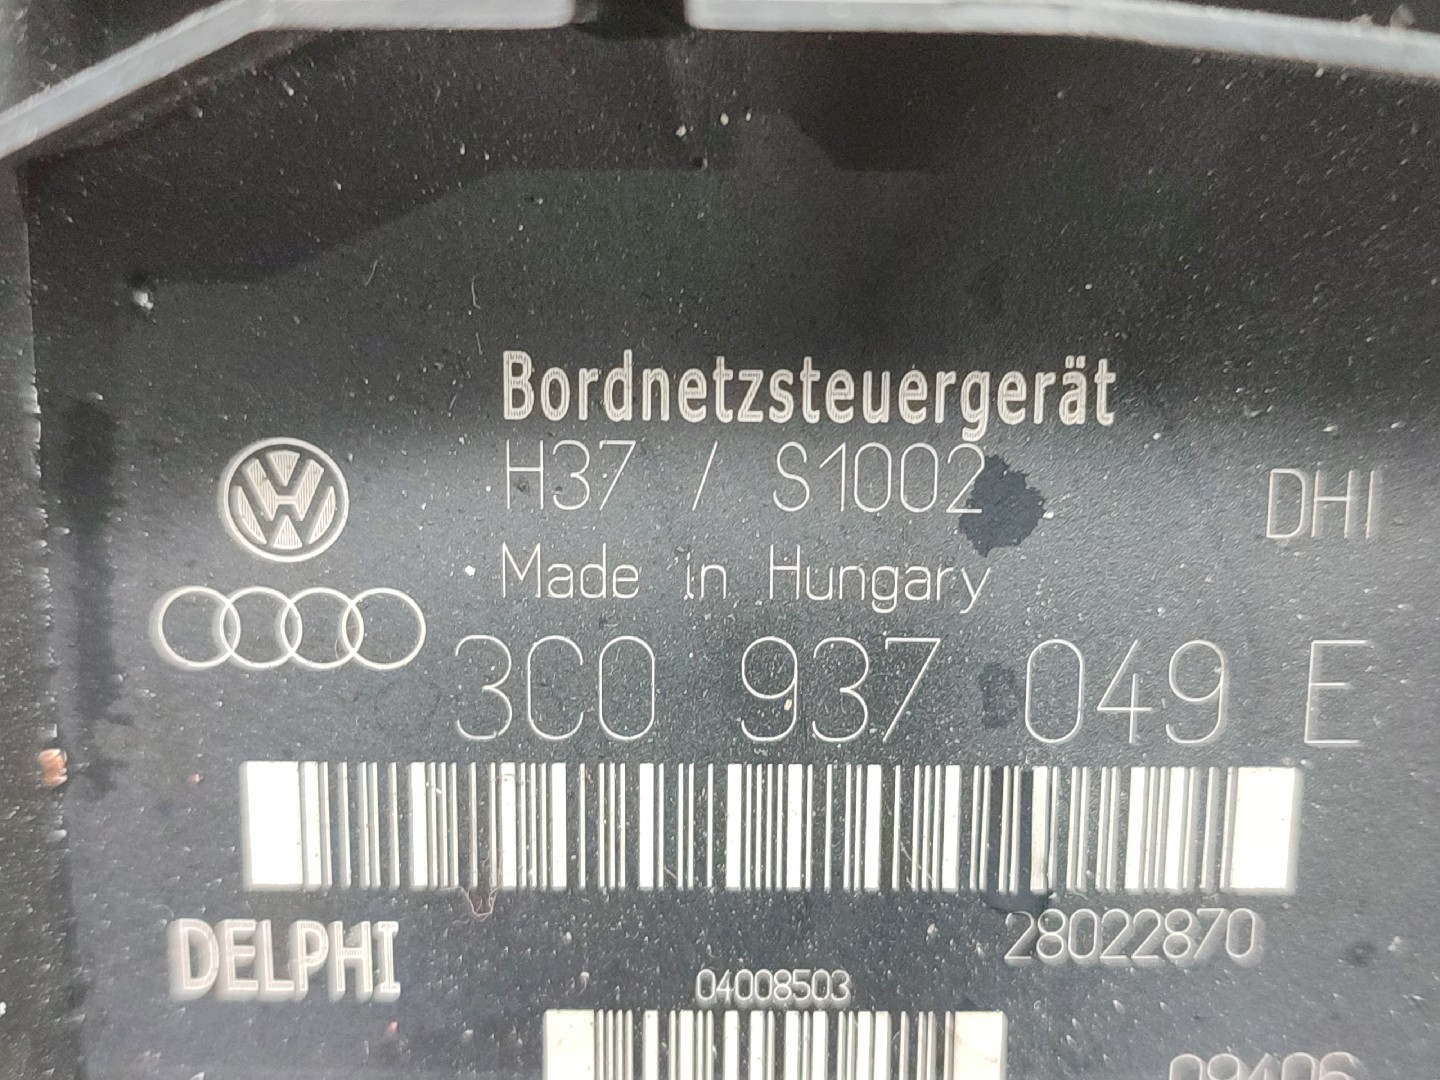 Bordnetzsteuergerät
H37 / S1002
DHI
Made in Hungary
3C0 937 049 E
DELPHI
28022870
04008503